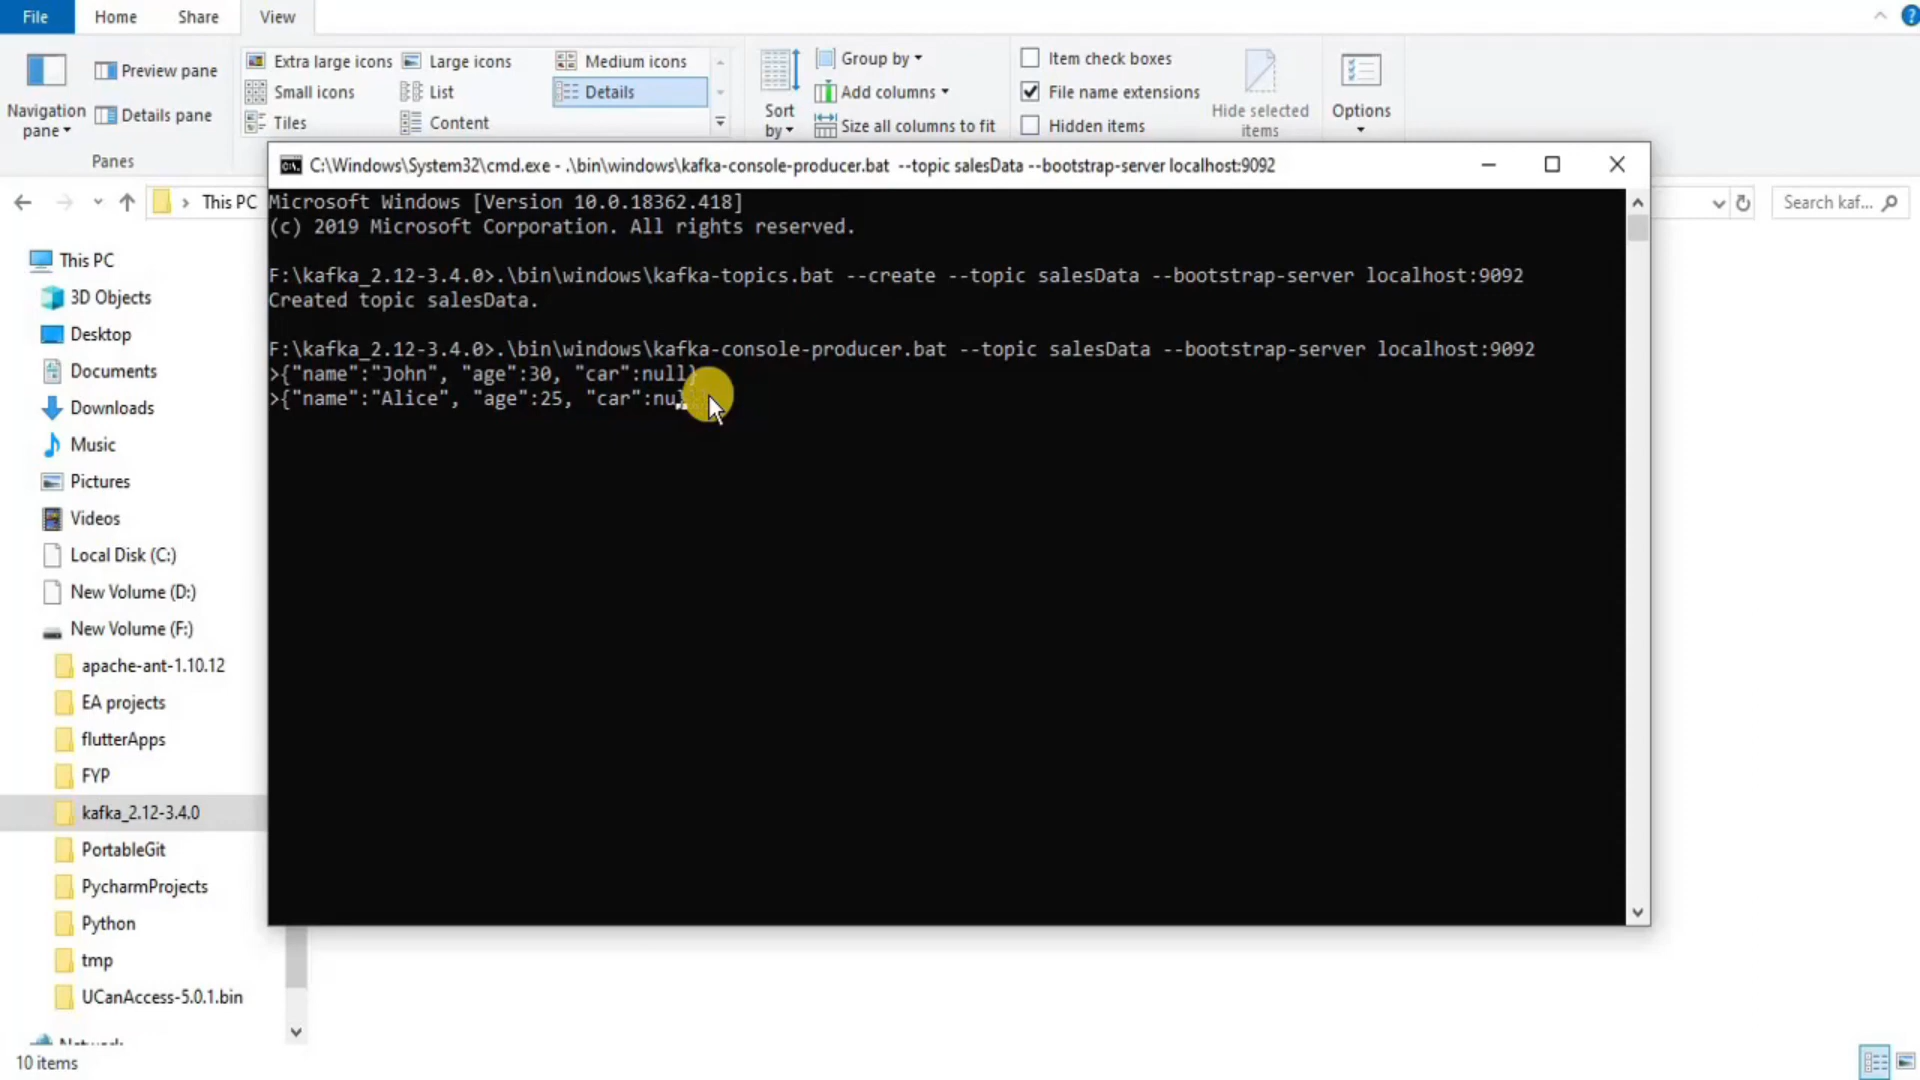 File Home Share View
Extra large icons Large icons Medium icons
Small icons List Details
Tiles Content
Navigation pane
Preview pane
Details pane
Panes
Sort by
Group by
Add columns
Size all columns to fit
Item check boxes
File name extensions
Hidden items
Hide selected items
Options
This PC
Search kaf...
C:\Windows\System32\cmd.exe - .\bin\windows\kafka-console-producer.bat --topic salesData --bootstrap-server localhost:9092
Microsoft Windows [Version 10.0.18362.418]
(c) 2019 Microsoft Corporation. All rights reserved.
F:\kafka_2.12-3.4.0>.\bin\windows\kafka-topics.bat --create --topic salesData --bootstrap-server localhost:9092
Created topic salesData.
F:\kafka_2.12-3.4.0>.\bin\windows\kafka-console-producer.bat --topic salesData --bootstrap-server localhost:9092
>{"name":"John", "age":30, "car":null}
>{"name":"Alice", "age":25, "car":nul
This PC
3D Objects
Desktop
Documents
Downloads
Music
Pictures
Videos
Local Disk (C:)
New Volume (D:)
New Volume (F:)
apache-ant-1.10.12
EA projects
flutterApps
FYP
kafka_2.12-3.4.0
PortableGit
PycharmProjects
Python
tmp
UCanAccess-5.0.1.bin
10 items